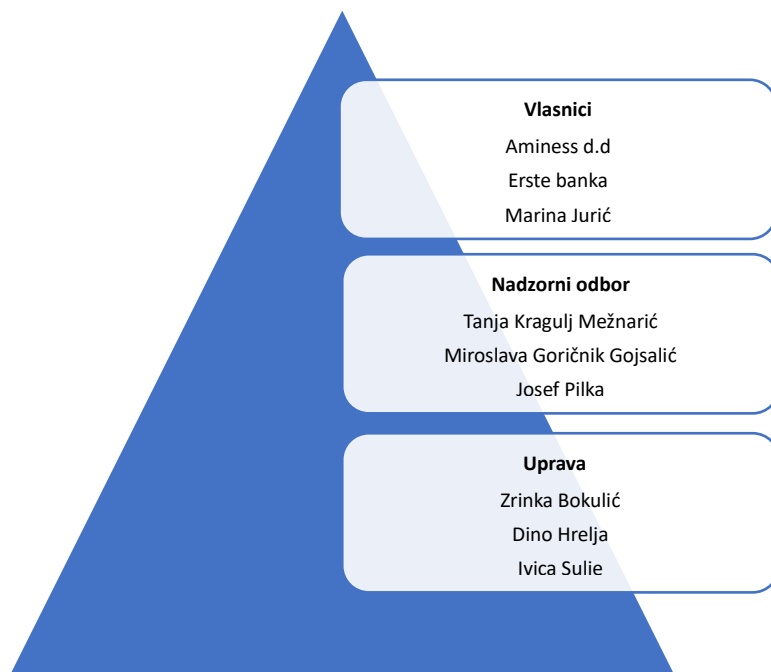 Vlasnici
Aminess d.d
Erste banka
Marina Jurić
Nadzorni odbor
Tanja Kragulj Mežnarić
Miroslava Goričnik Gojsalić
Josef Pilka
Uprava
Zrinka Bokulić
Dino Hrelja
Ivica Sulie